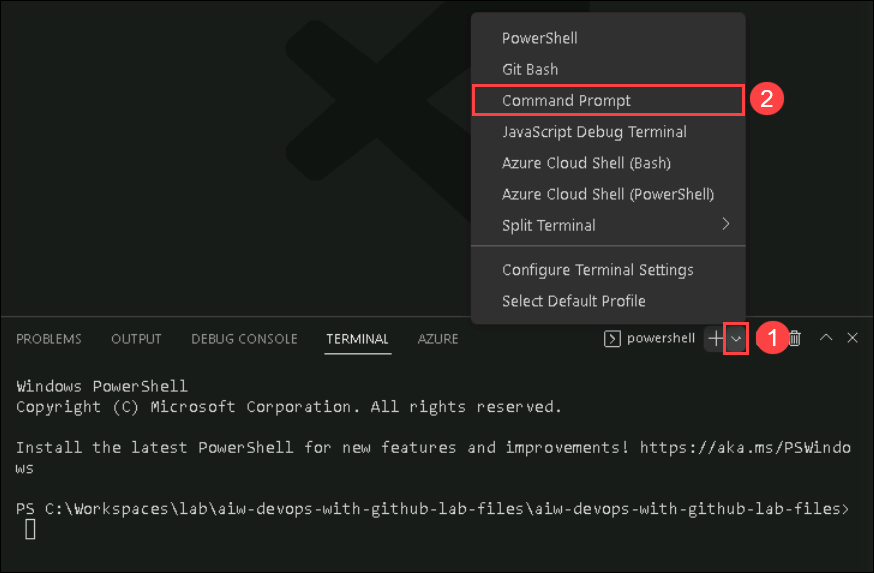 PowerShell
Git Bash
Command Prompt
2
JavaScript Debug Terminal
Azure Cloud Shell (Bash)
Azure Cloud Shell (PowerShell)
Split Terminal
Configure Terminal Settings
Select Default Profile
PROBLEMS OUTPUT DEBUG CONSOLE TERMINAL AZURE powershell 1
Windows PowerShell
Copyright (C) Microsoft Corporation. All rights reserved.
Install the latest PowerShell for new features and improvements! https://aka.ms/PSWindo
ws
PS C:\Workspaces\lab\aiw-devops-with-github-lab-files\aiw-devops-with-github-lab-files>